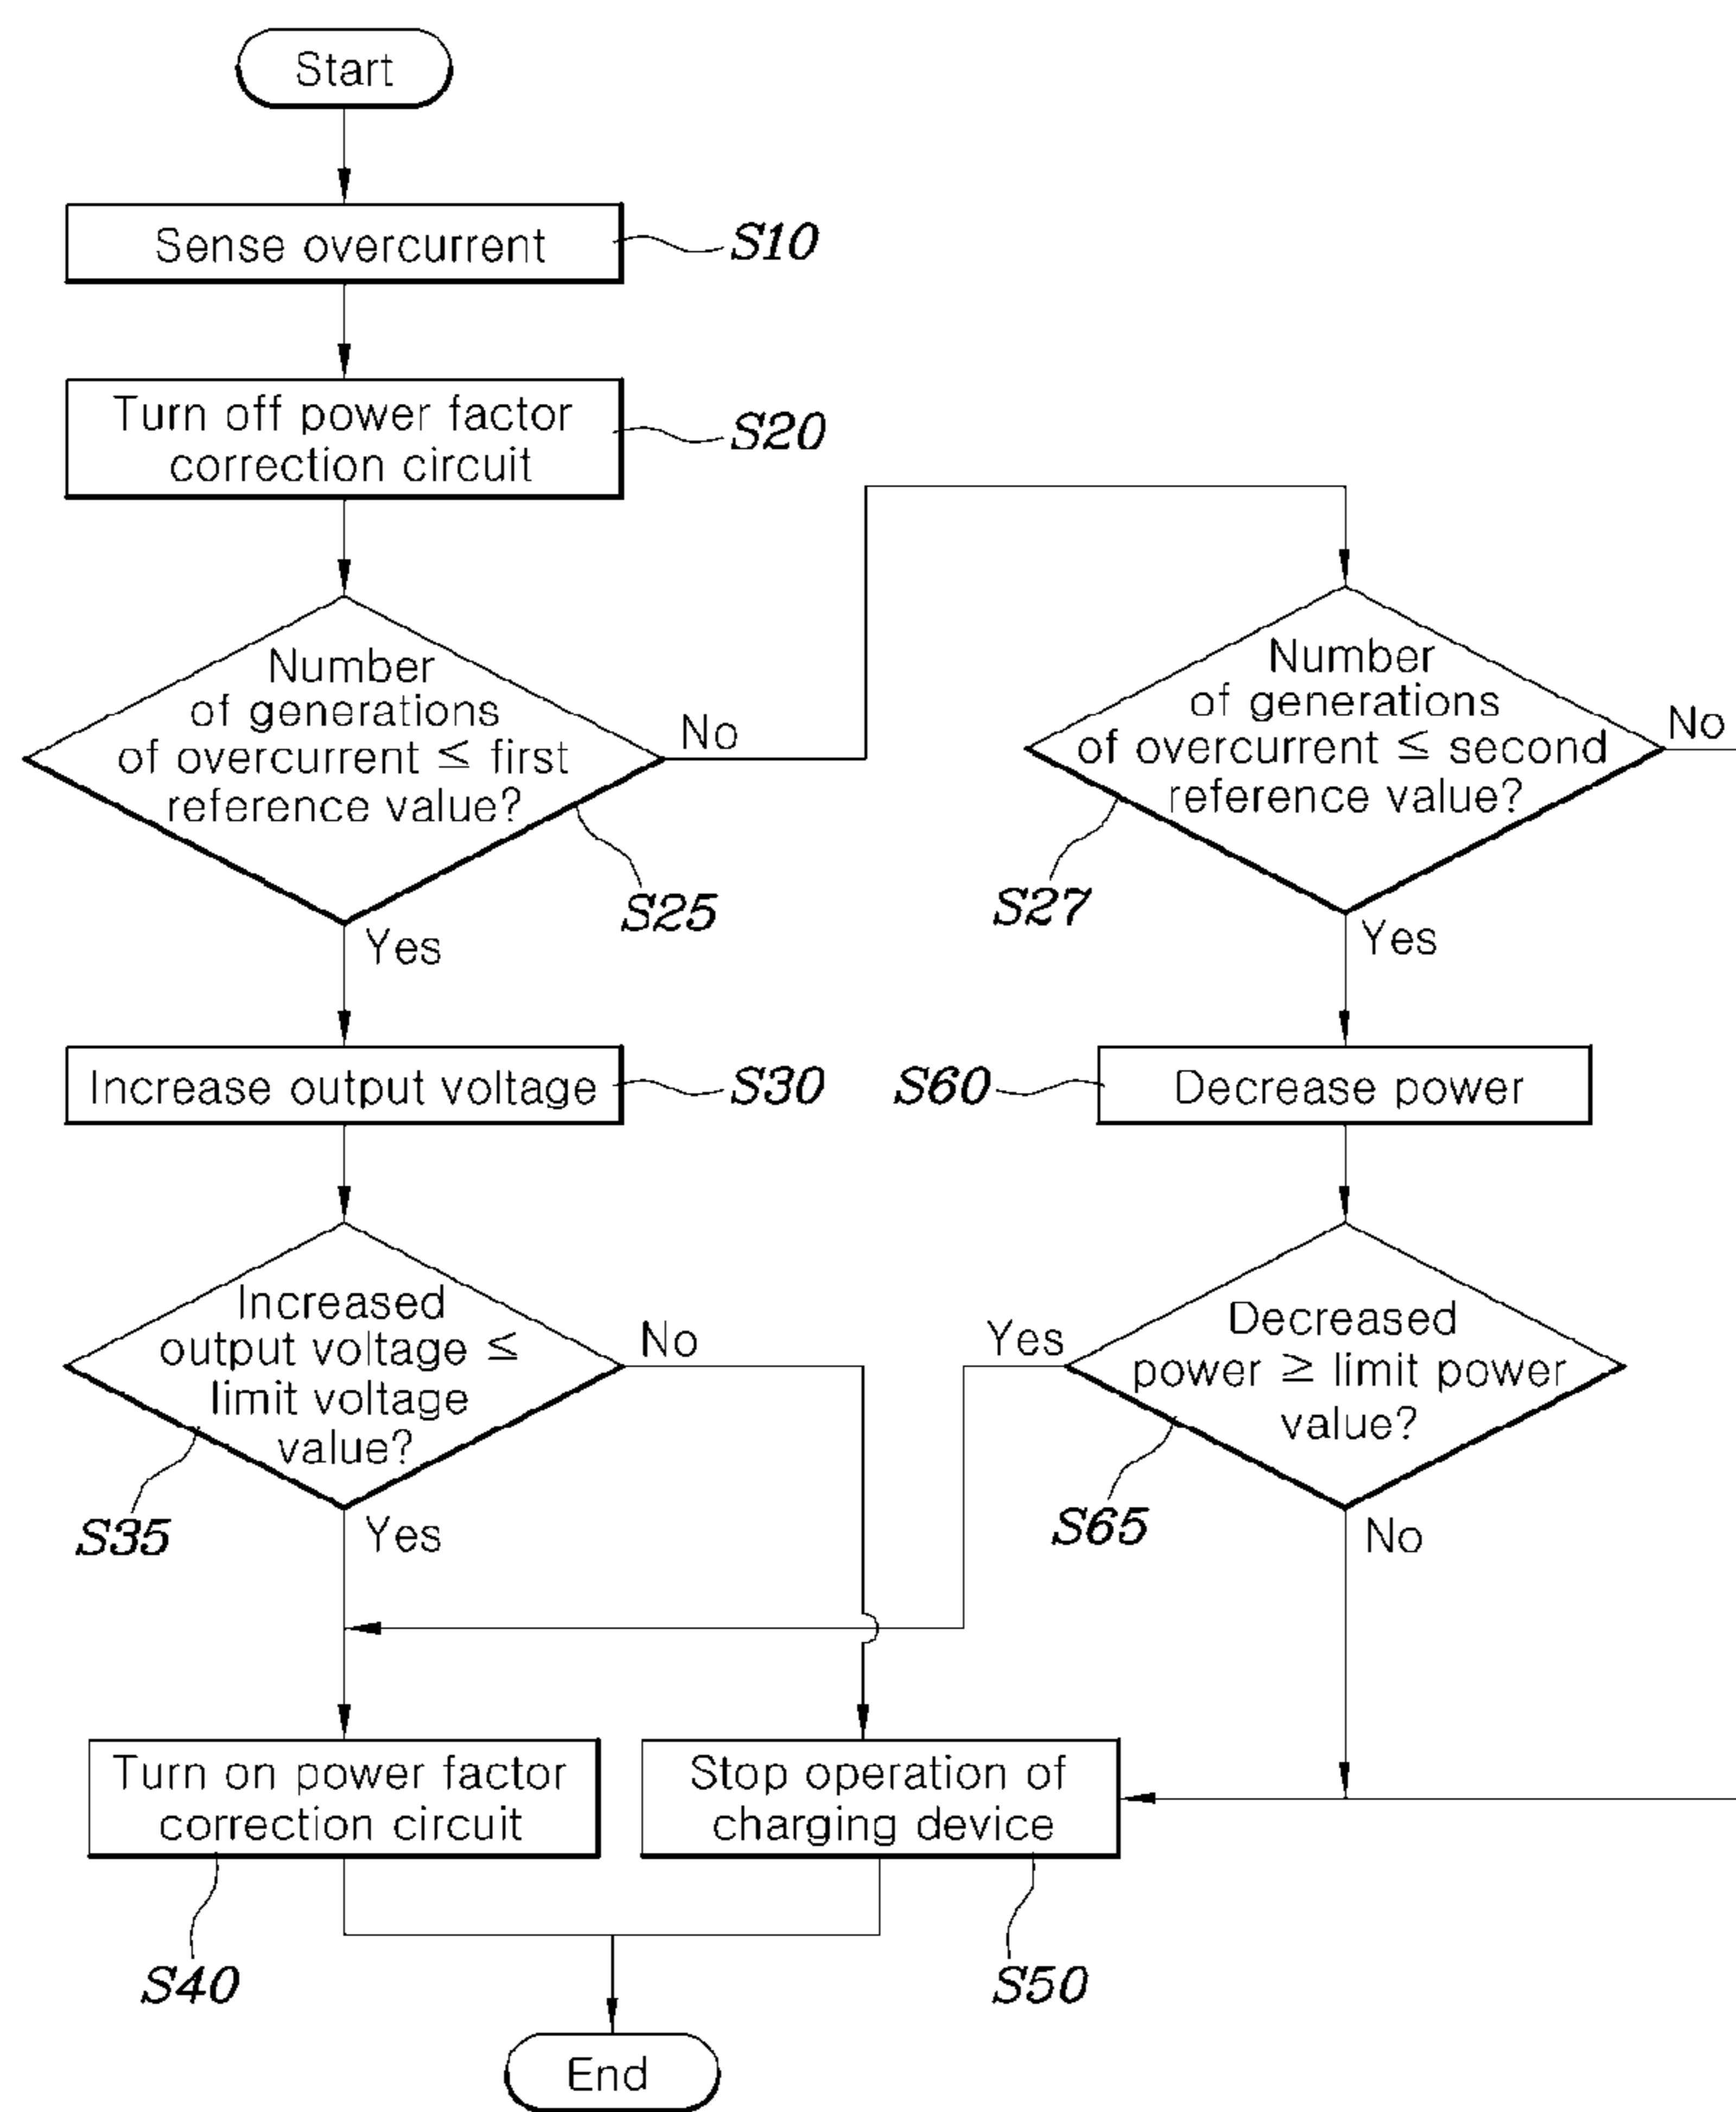 Start
Sense overcurrent
S10
Turn off power factor
correction circuit
S20
Number
of generations
of overcurrent ≤ first
reference value?
No
S25
Yes
Number
of generations
of overcurrent ≤ second
reference value?
No
S27
Yes
Increase output voltage
S30
S60
Decrease power
Increased
output voltage ≤
limit voltage
value?
No
S35
Yes
Yes
Decreased
power ≥ limit power
value?
S65
No
Turn on power factor
correction circuit
S40
Stop operation of
charging device
S50
End